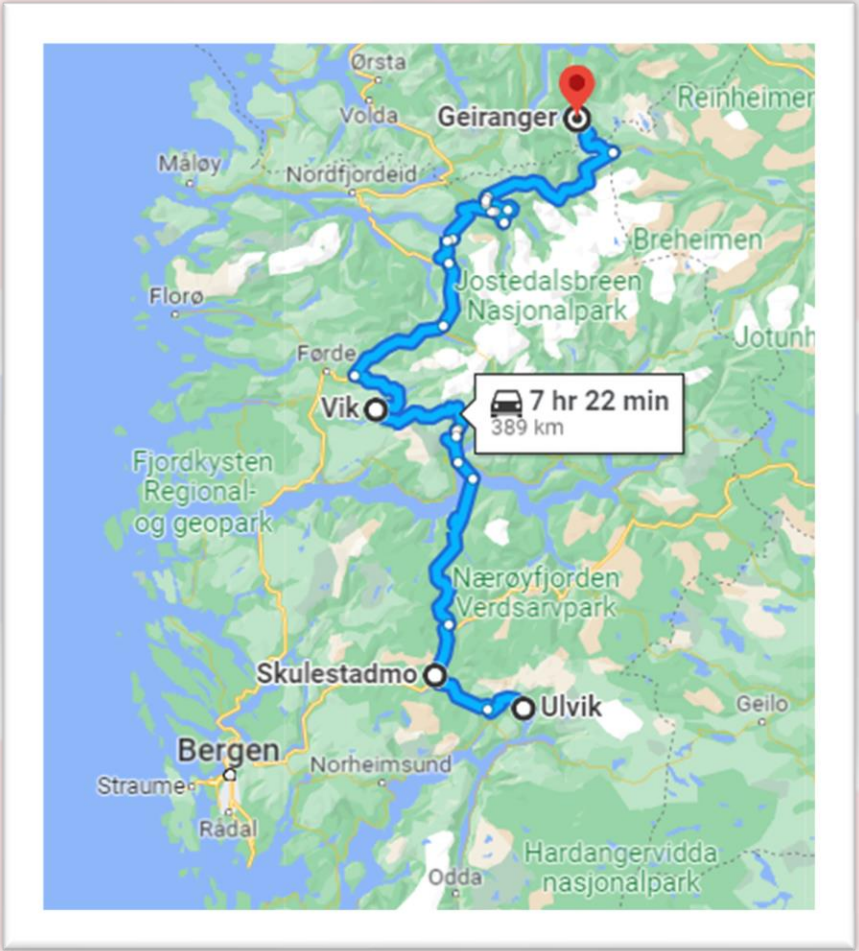 Ørsta
Volda
Geiranger
Reinheimen
Måløy
Nordfjordeid
Breheimen
Florø
Jostedalsbreen
Nasjonalpark
Jotunh
Førde
Vik
7 hr 22 min
389 km
Fjordkysten
Regional-
og geopark
Nærøyfjorden
Verdsarvpark
Skulestadmo
Ulvik
Geilo
Bergen
Norheimsund
Straume
Rådal
Hardangervidda
nasjonalpark
Odda